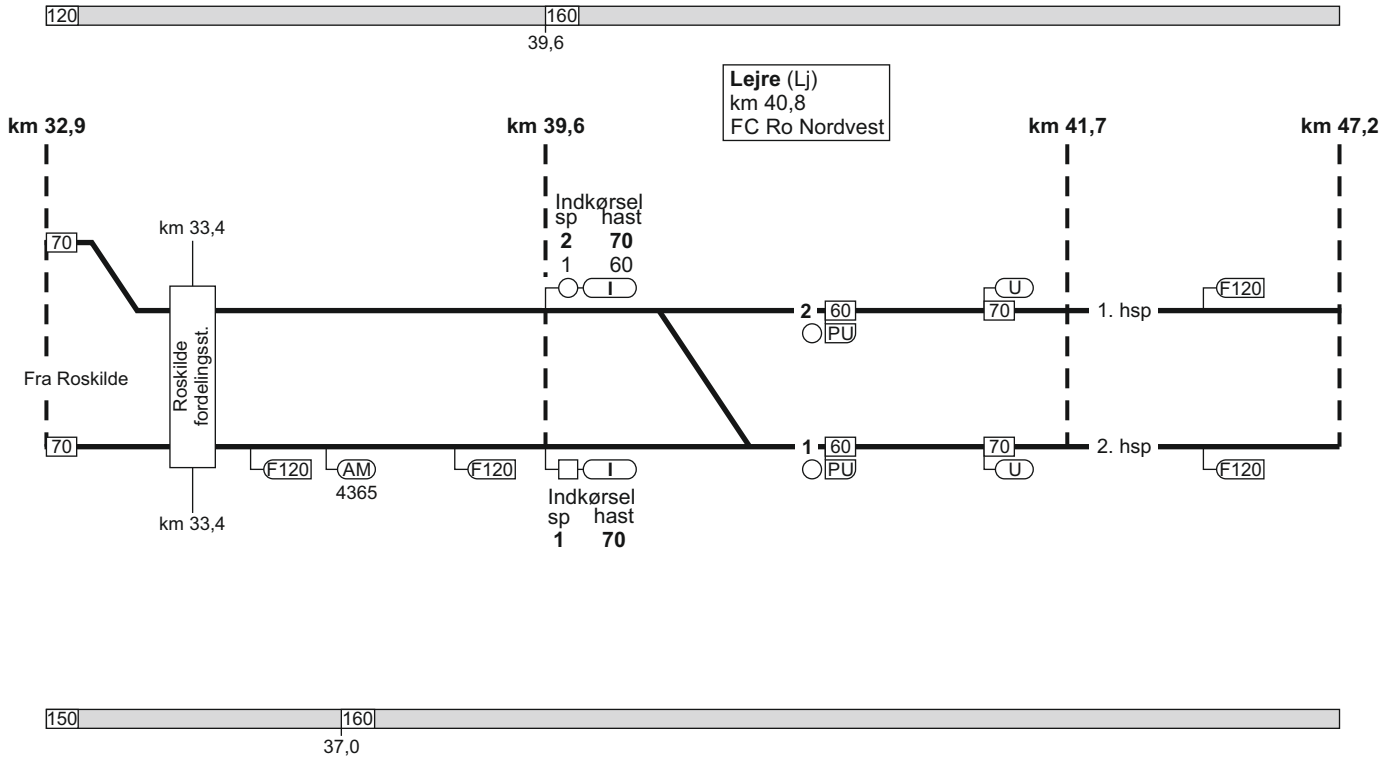 120
160
39,6
Lejre (Lj)
km 40,8
FC Ro Nordvest
km 32,9
km 39,6
km 41,7
km 47,2
Indkørsel
sp hast
2 70
1 60
I
km 33,4
70
U
F120
2 60
70
1. hsp
PU
Roskilde
fordelingsst.
Fra Roskilde
70
1 60
70
2. hsp
F120
AM
F120
I
PU
U
F120
4365
Indkørsel
sp hast
1 70
km 33,4
150
160
37,0